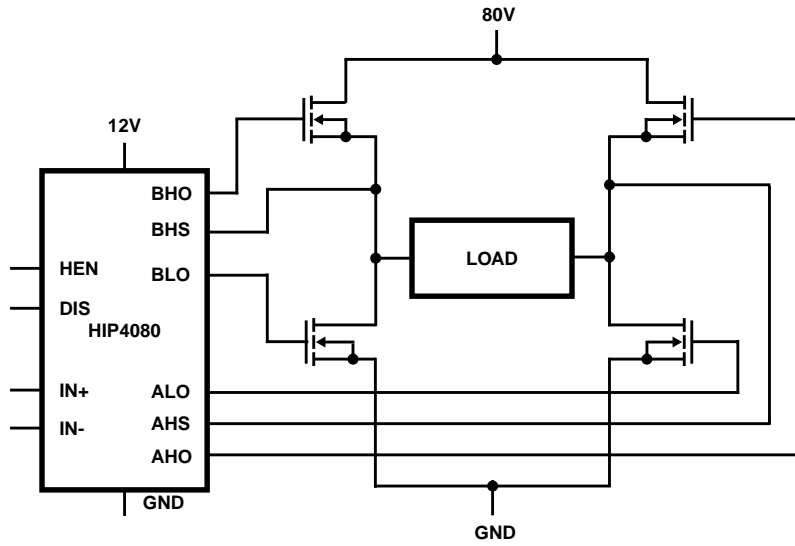 80V
12V
BHO
BHS
HEN
BLO
LOAD
DIS
HIP4080
IN+
ALO
IN-
AHS
AHO
GND
GND